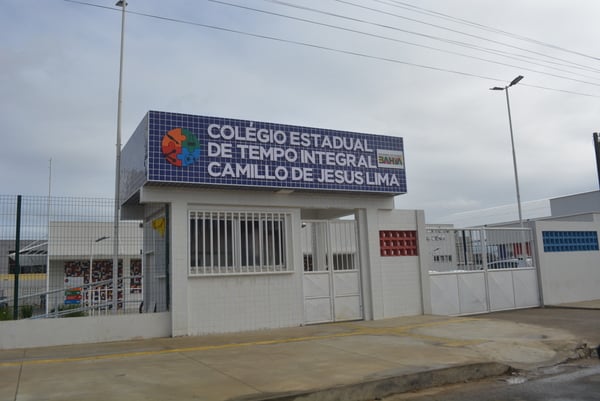 COLÉGIO ESTADUAL
DE TEMPO INTEGRAL
CAMILLO DE JESUS LIMA
BAHIA